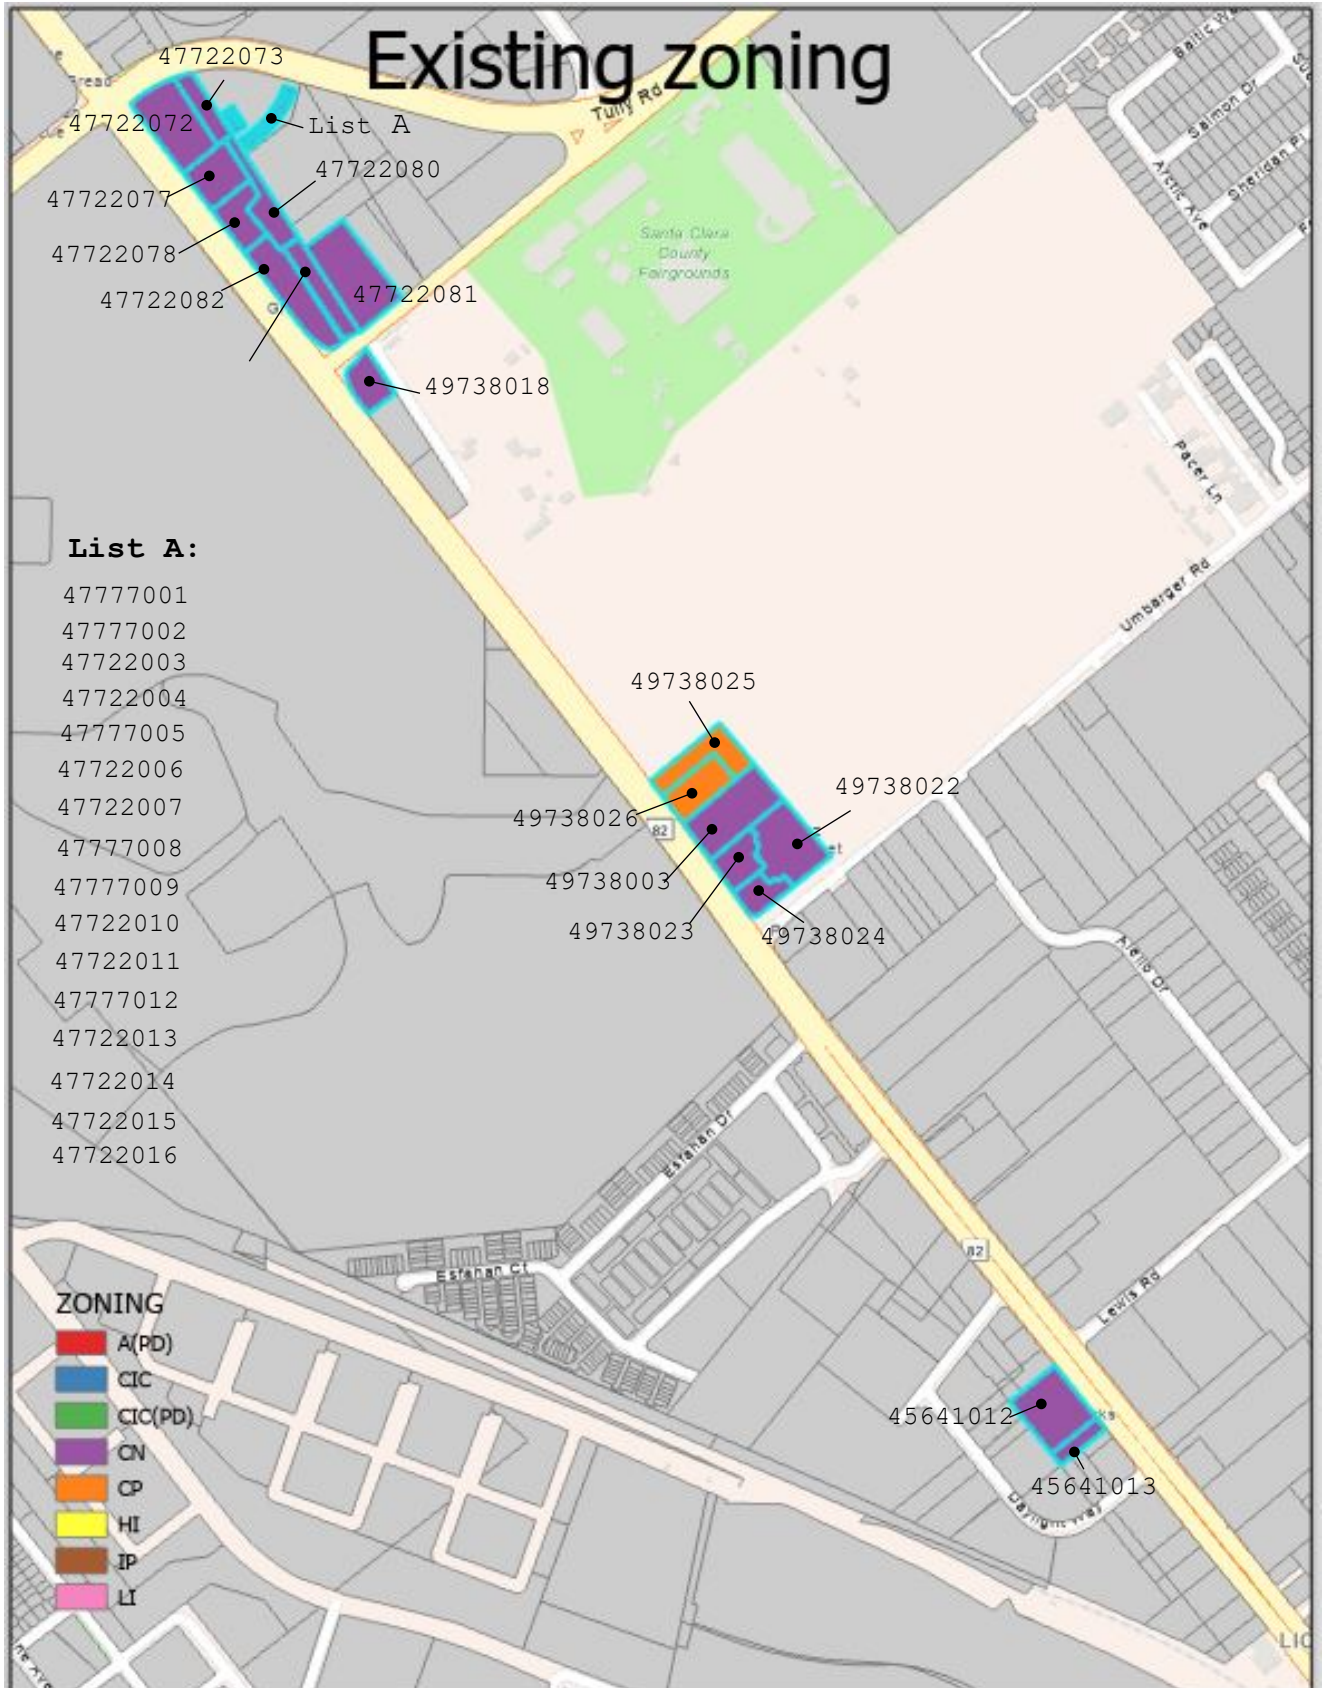 Existing zoning
47722073
Tully Rd
47722072
List A
47722080
47722077
47722078
47722082
47722081
G
49738018
Santa Clara
County
Fairgrounds
Baltic
Salmon Dr
Sheridan Pl
Arctic Ave
Pacer Ln
Umbarger Rd
List A:
47777001
47777002
47722003
47722004
47777005
47722006
47722007
47777008
47777009
47722010
47722011
47777012
47722013
47722014
47722015
47722016
49738025
49738022
49738026
82
49738003
49738023
49738024
et
Aiello Dr
Esfahan Dr
Esfahan Ct
82
Lewis Rd
45641012
ks
45641013
Daylight Way
ZONING
A(PD)
CIC
CIC(PD)
CN
CP
HI
IP
LI